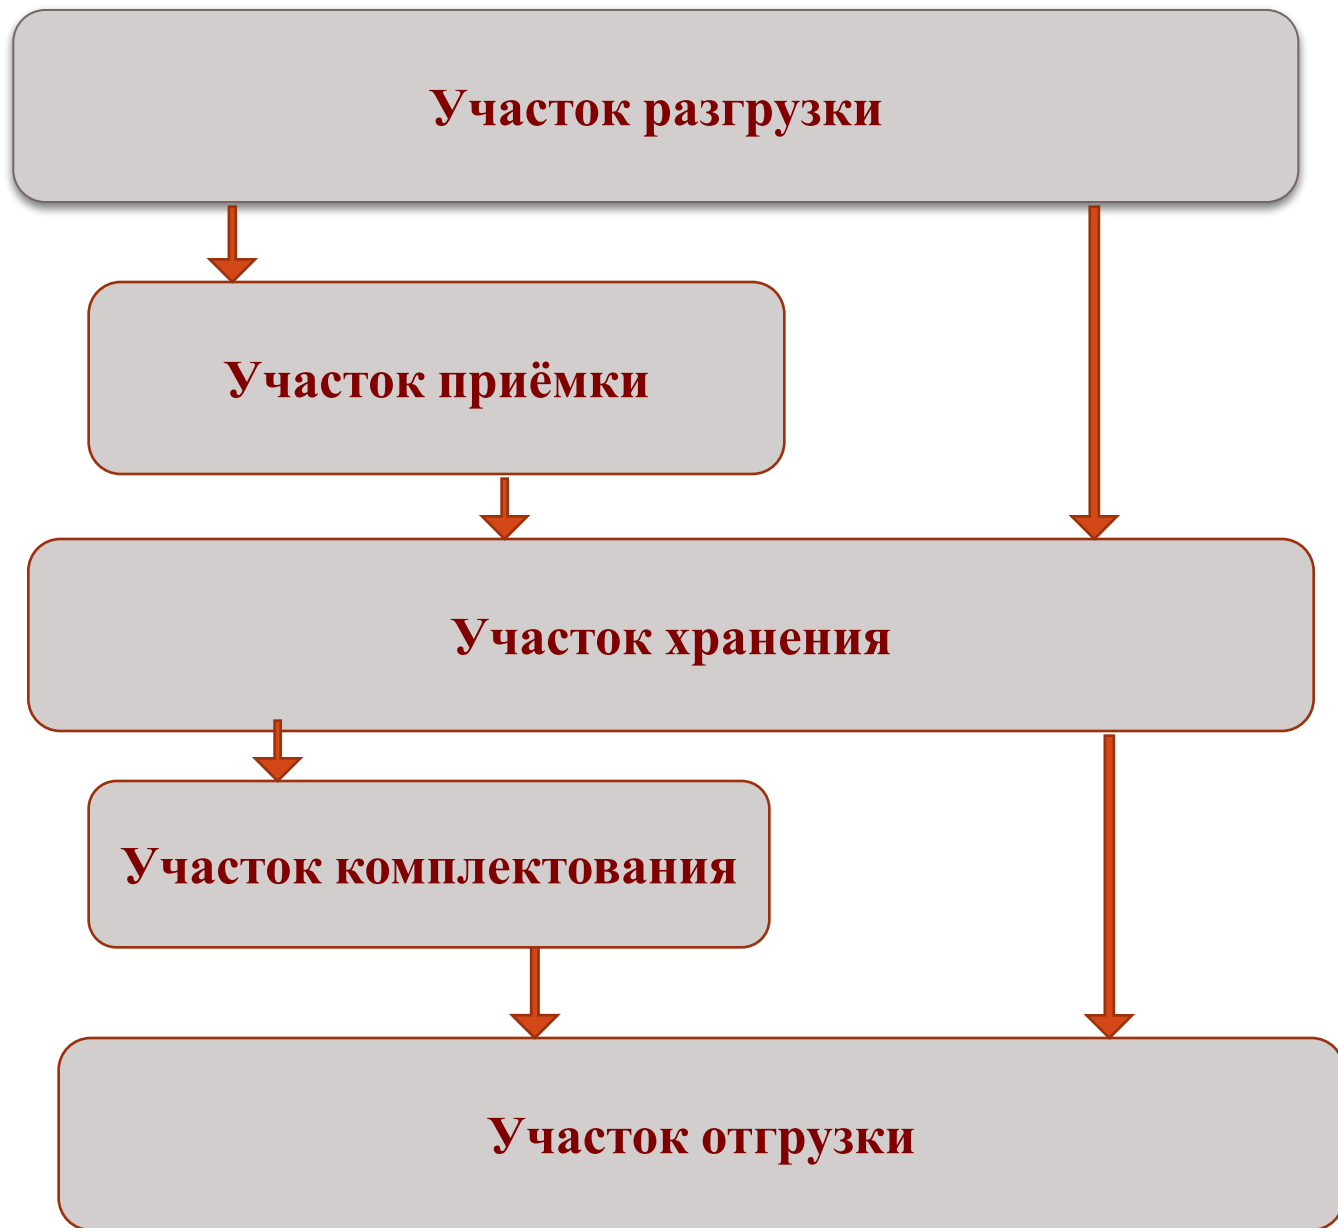 Участок разгрузки
Участок приёмки
Участок хранения
Участок комплектования
Участок отгрузки